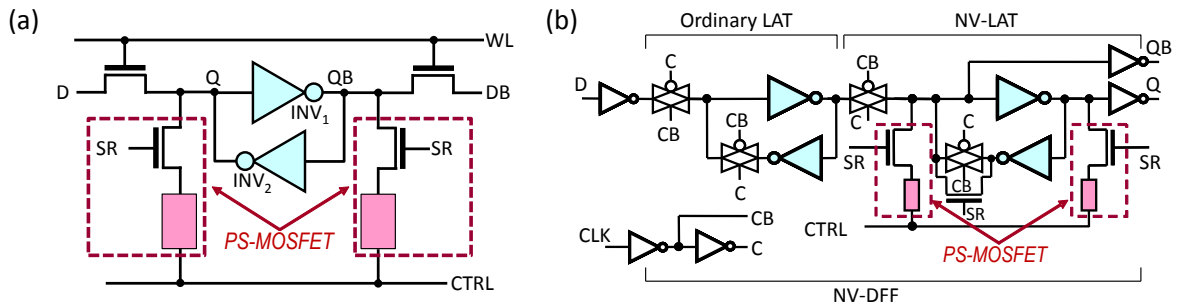 (a)
WL
D
Q
QB
DB
INV1
SR
SR
INV2
PS-MOSFET
CTRL
(b)
Ordinary LAT
NV-LAT
QB
C
CB
D
Q
CB
C
CB
C
SR
SR
C
CB
SR
CTRL
CB
CLK
C
PS-MOSFET
NV-DFF